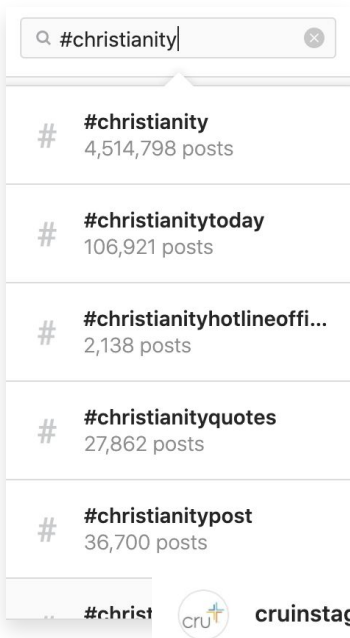 #christianity
#christianity
4,514,798 posts
#christianitytoday
106,921 posts
#christianityhotlineoffi...
2,138 posts
#christianityquotes
27,862 posts
#christianitypost
36,700 posts
#christ
cru
cruinstag